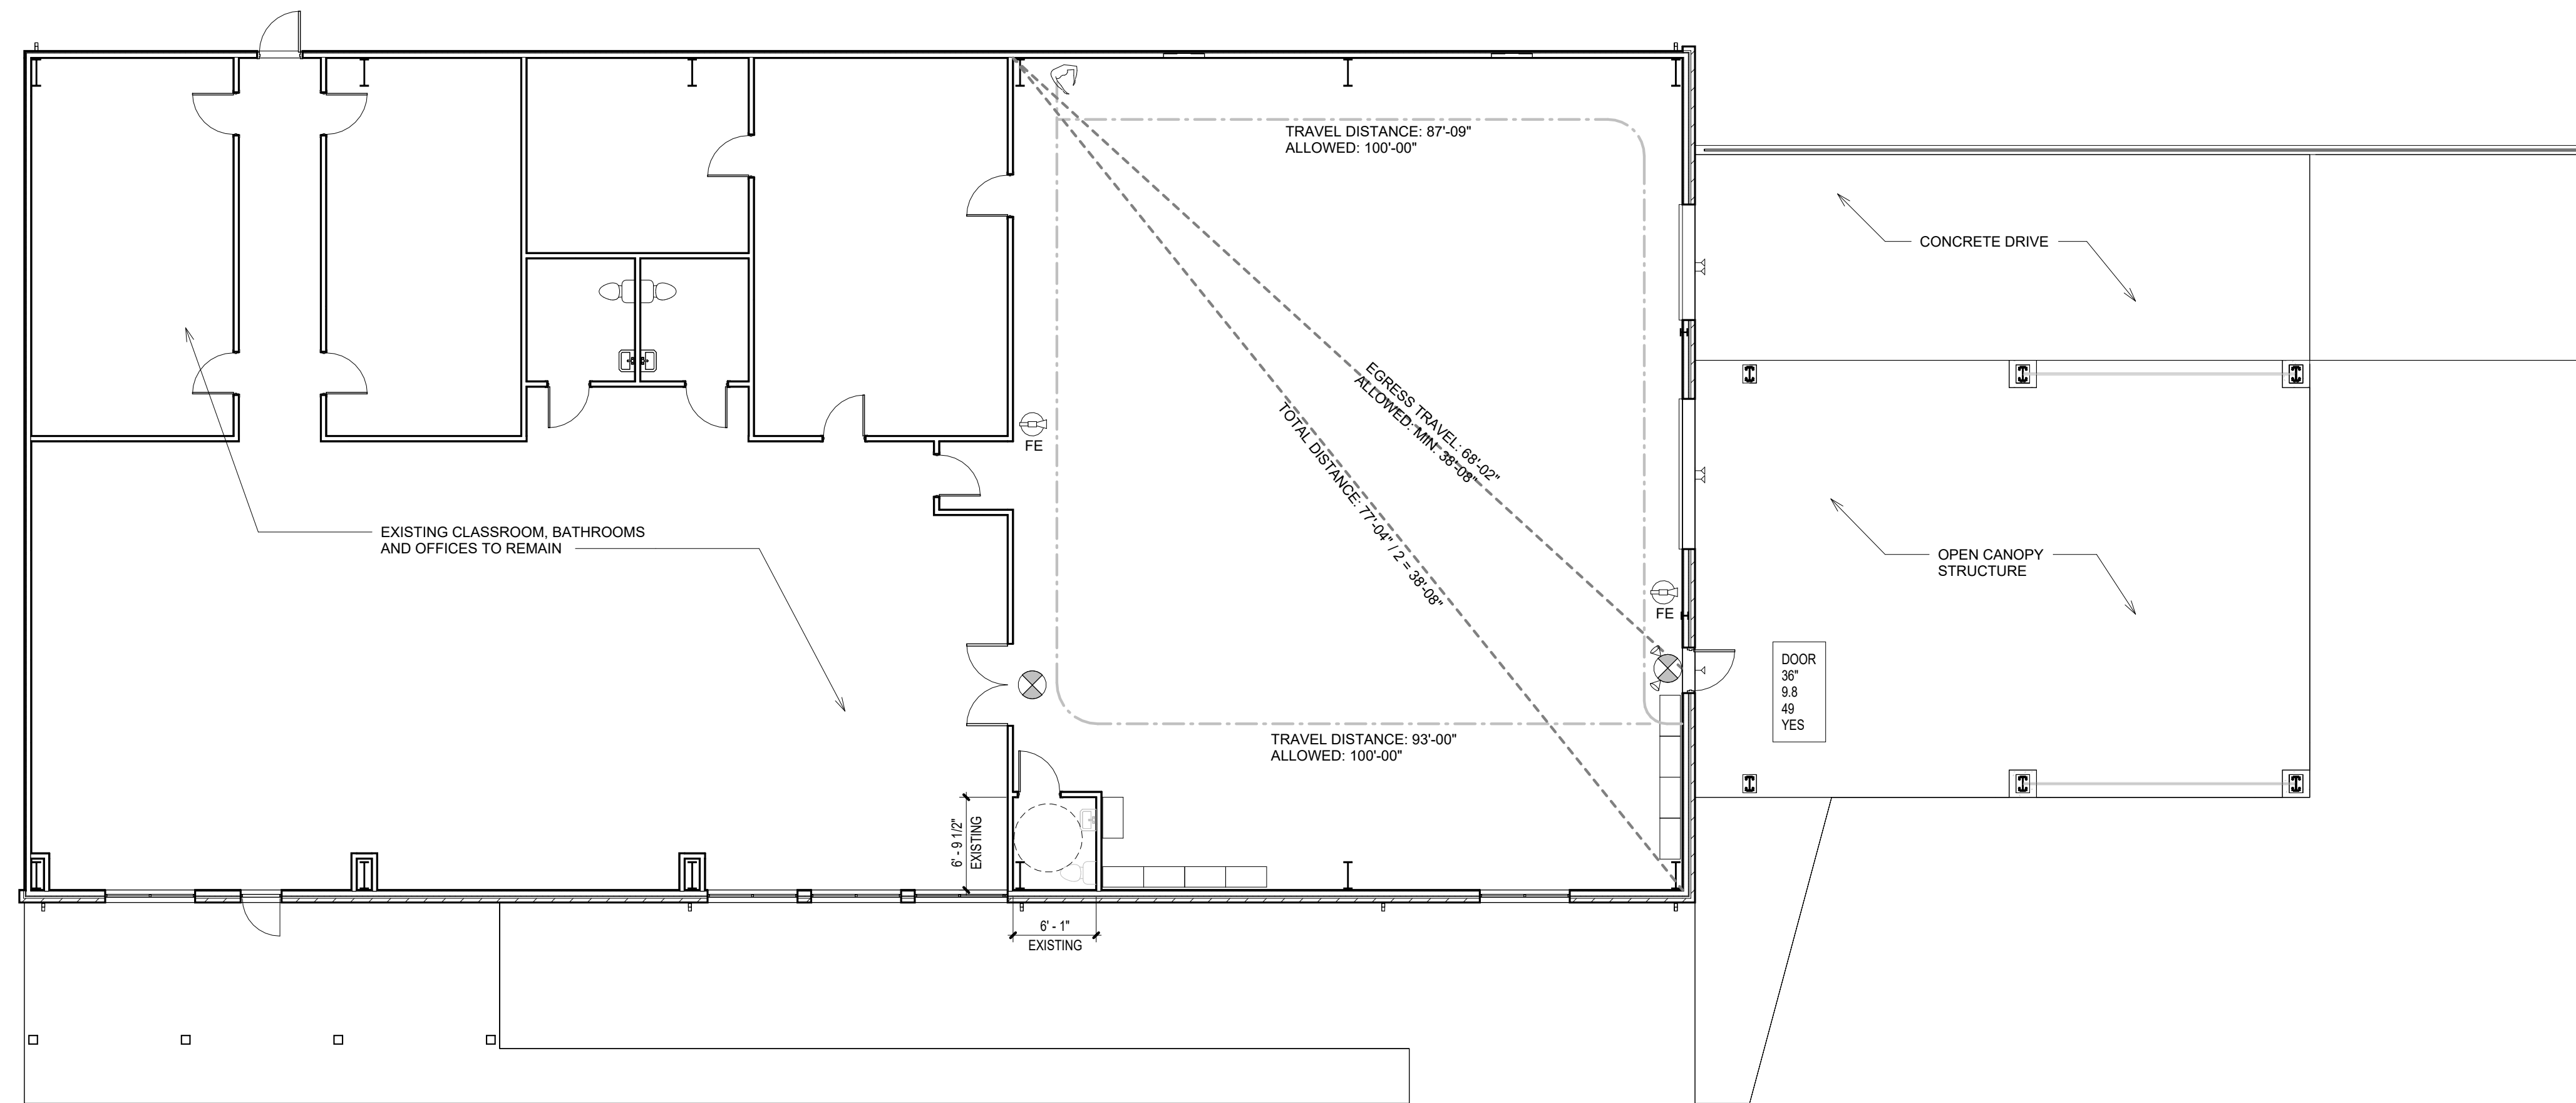 TRAVEL DISTANCE: 87'-09"
ALLOWED: 100'-00"
CONCRETE DRIVE
EGRESS TRAVEL: 68'-02"
ALLOWED: MIN. 38'-08"
TOTAL DISTANCE: 77'-04" / 2 = 38'-08"
FE
EXISTING CLASSROOM, BATHROOMS
AND OFFICES TO REMAIN
OPEN CANOPY
STRUCTURE
FE
DOOR
36"
9.8
49
YES
TRAVEL DISTANCE: 93'-00"
ALLOWED: 100'-00"
6' - 9 1/2"
EXISTING
6' - 1"
EXISTING